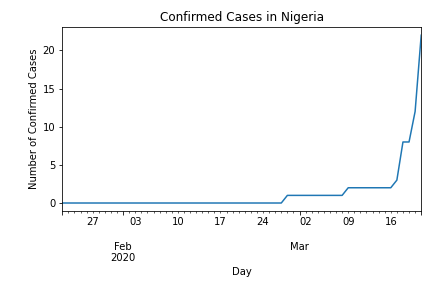 Confirmed Cases in Nigeria
Number of Confirmed Cases
20
15
10
5
0
27 03 10 17 24 02 09 16
Feb Mar
2020
Day